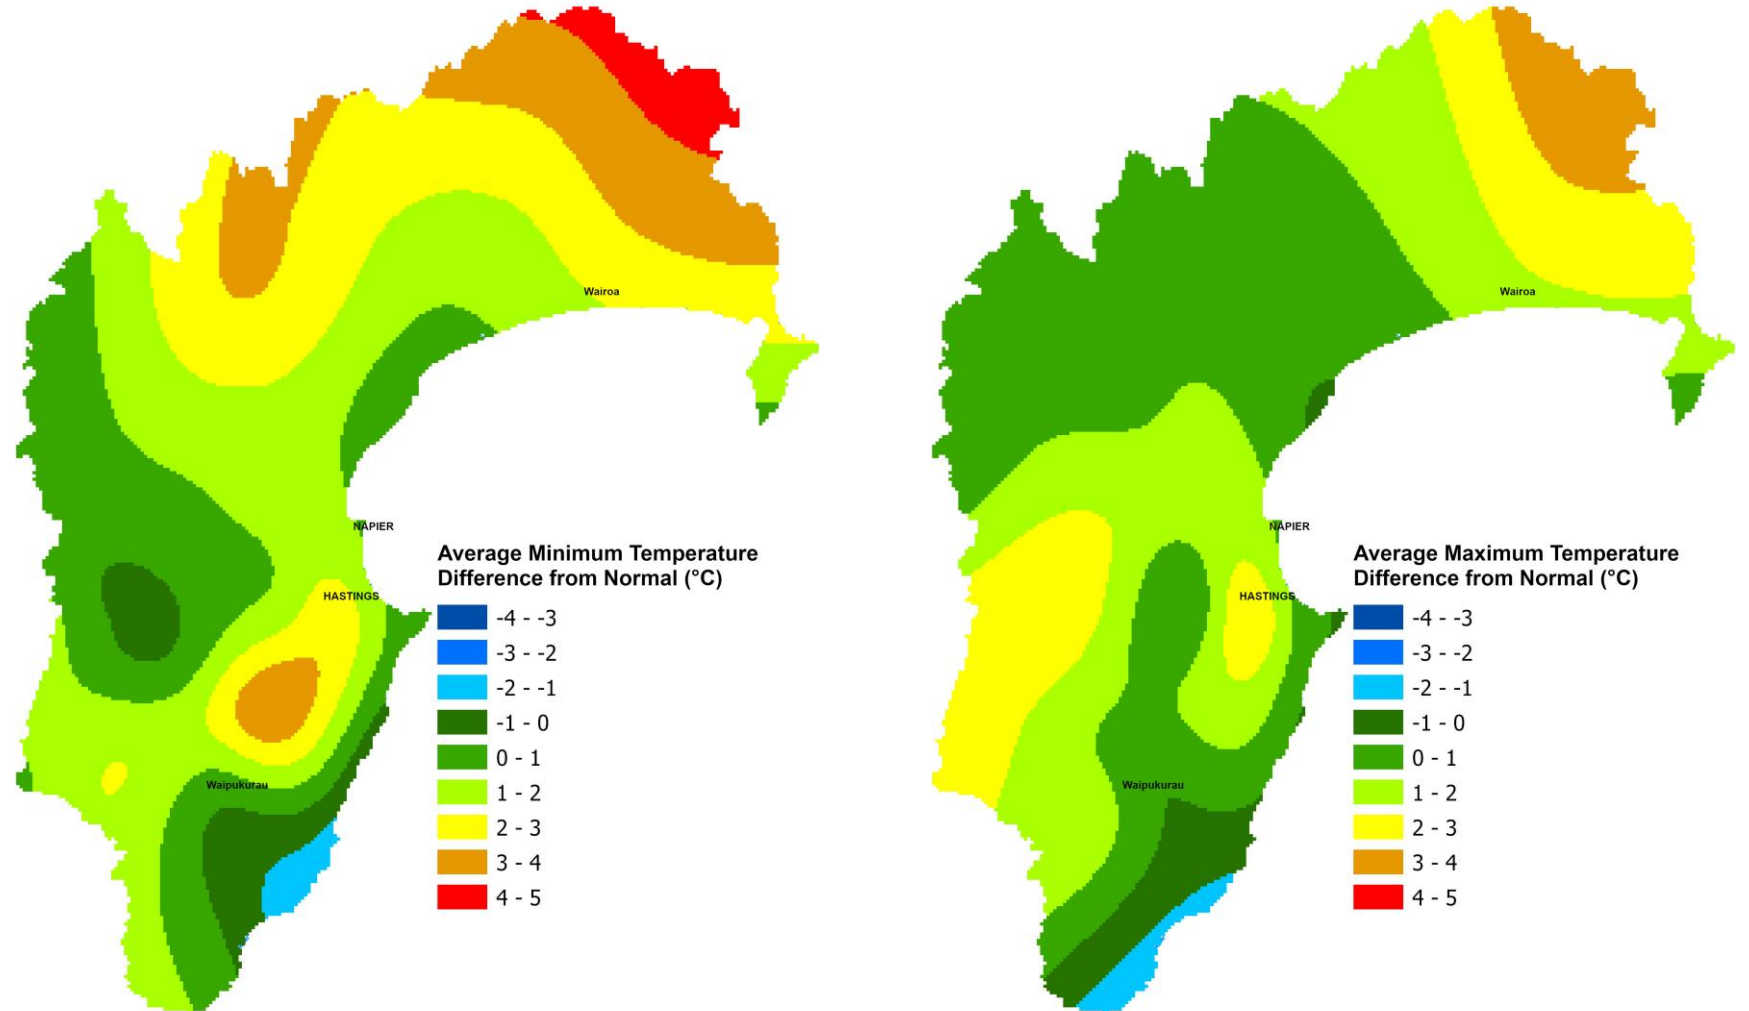 Wairoa
NAPIER
HASTINGS
Waipukurau
Average Minimum Temperature
Difference from Normal (°C)
-4 - -3
-3 - -2
-2 - -1
-1 - 0
0 - 1
1 - 2
2 - 3
3 - 4
4 - 5
Wairoa
NAPIER
HASTINGS
Waipukurau
Average Maximum Temperature
Difference from Normal (°C)
-4 - -3
-3 - -2
-2 - -1
-1 - 0
0 - 1
1 - 2
2 - 3
3 - 4
4 - 5